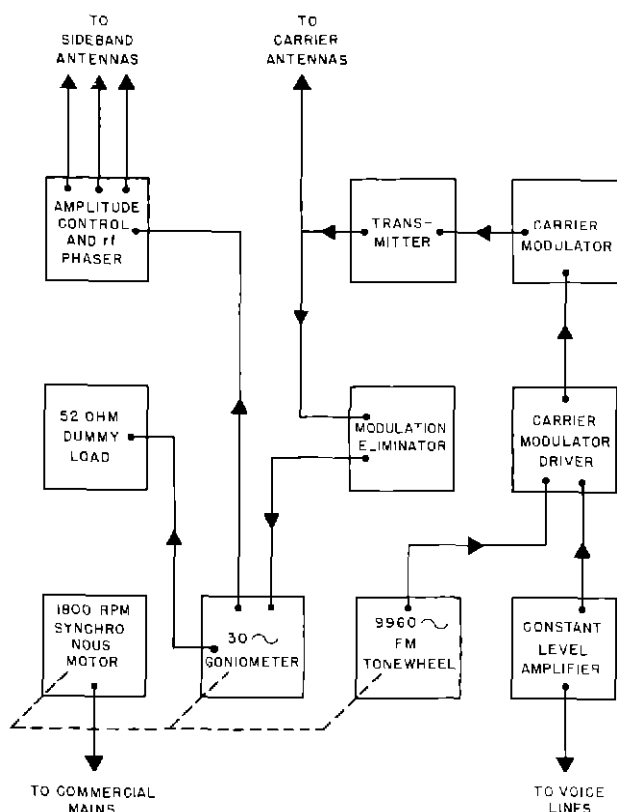 TO
SIDEBAND
ANTENNAS
TO
CARRIER
ANTENNAS
AMPLITUDE
CONTROL
AND rf
PHASER
TRANS-
MITTER
CARRIER
MODULATOR
52 OHM
DUMMY
LOAD
MODULATION
ELIMINATOR
CARRIER
MODULATOR
DRIVER
1800 RPM
SYNCHRO
NOUS
MOTOR
30 ~
GONIOMETER
9960 ~
FM
TONEWHEEL
CONSTANT
LEVEL
AMPLIFIER
TO COMMERCIAL
MAINS
TO VOICE
LINES